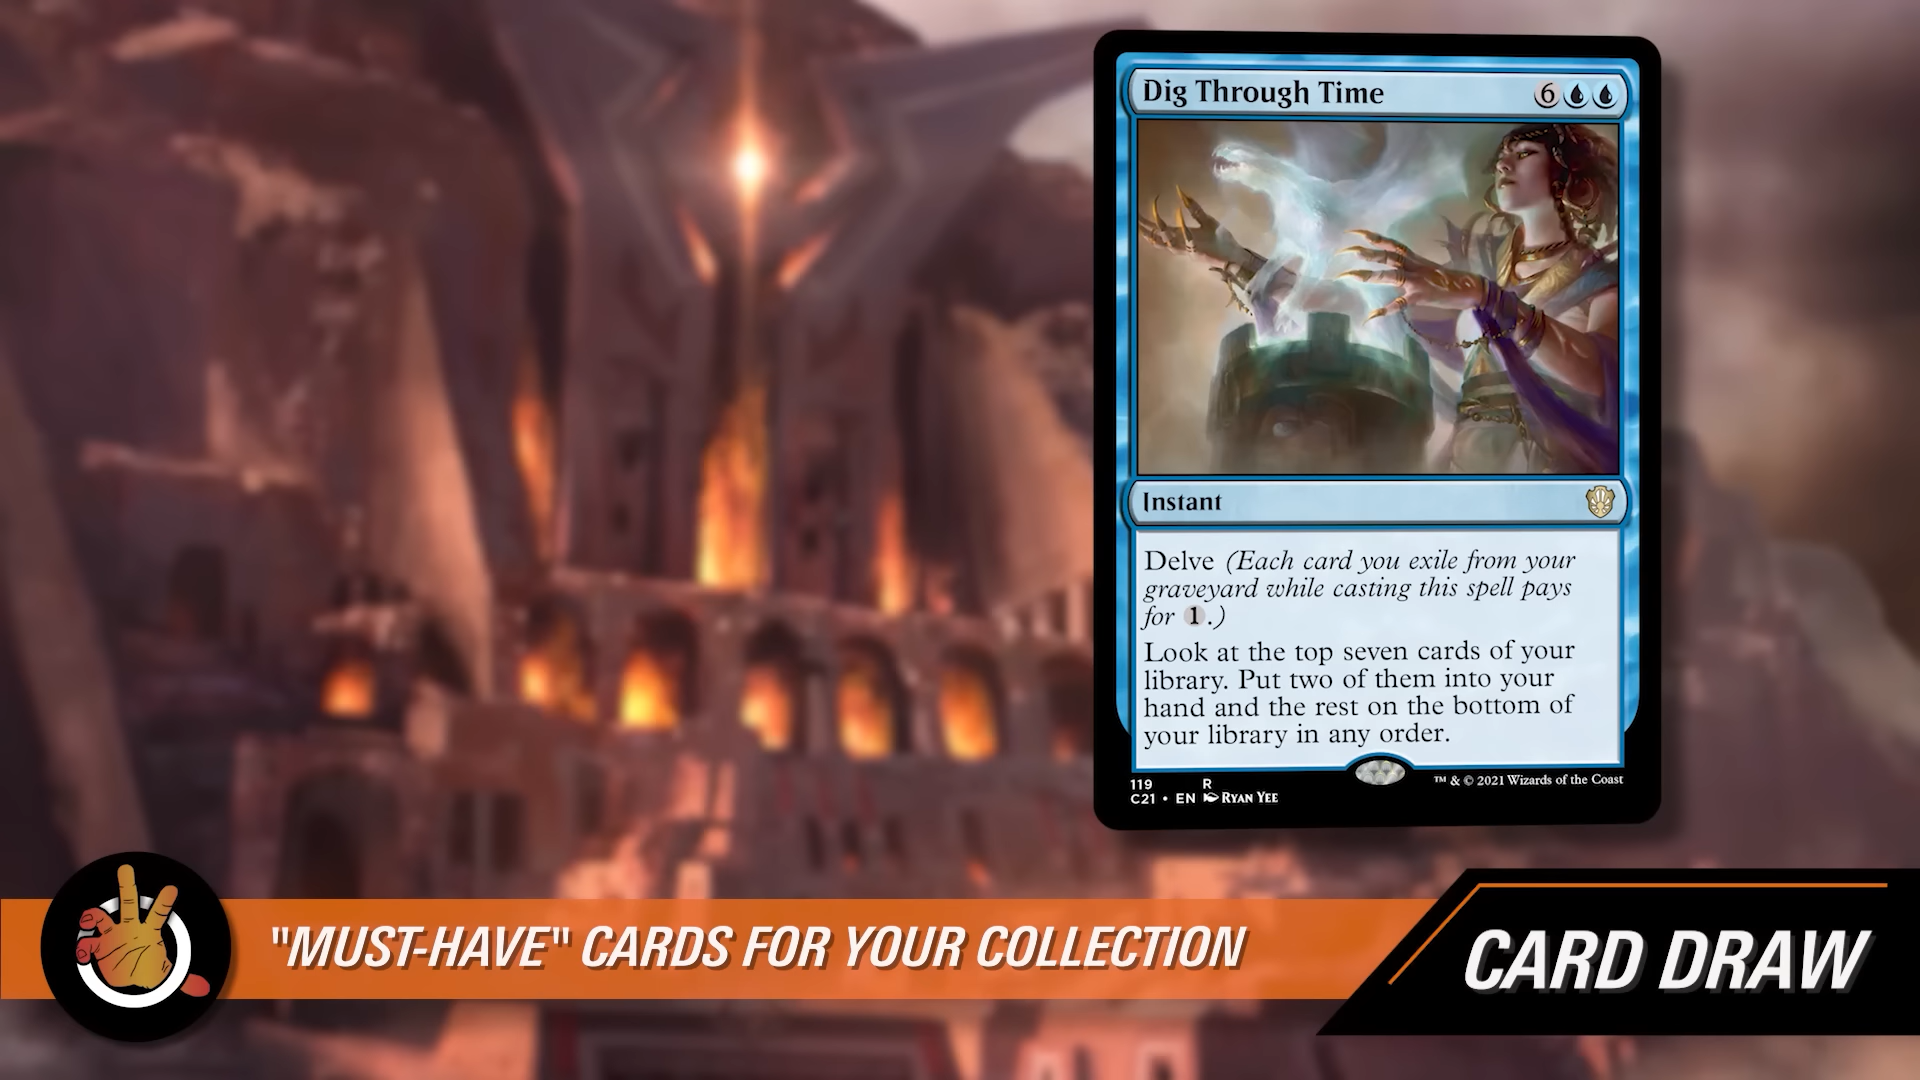 Dig Through Time 6
Instant
Delve (Each card you exile from your
graveyard while casting this spell pays
for 1.)
Look at the top seven cards of your
library. Put two of them into your
hand and the rest on the bottom of
your library in any order.
119 R
C21 • EN RYAN YEE
™ & © 2021 Wizards of the Coast
"MUST-HAVE" CARDS FOR YOUR COLLECTION
CARD DRAW